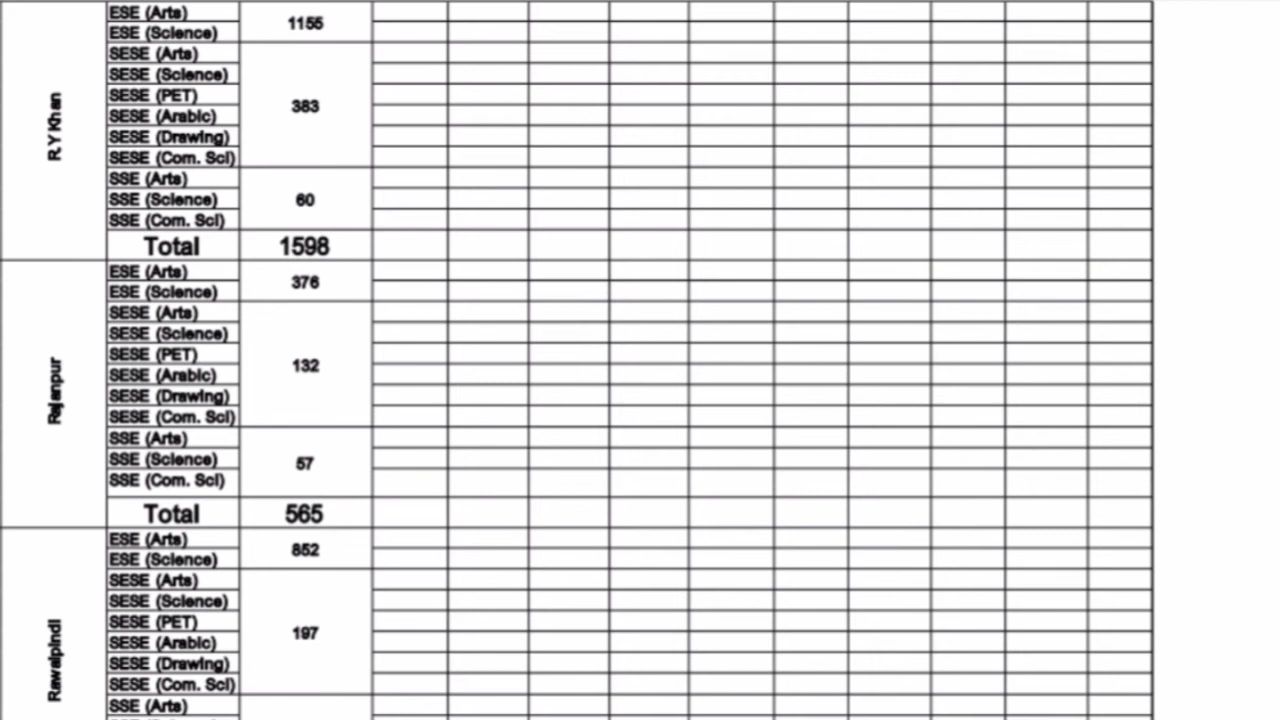 R.Y Khan
ESE (Arts)
ESE (Science)
1155
SESE (Arts)
SESE (Science)
SESE (PET)
SESE (Arabic)
SESE (Drawing)
SESE (Com. Sci)
383
SSE (Arts)
SSE (Science)
SSE (Com. Sci)
60
Total 1598
Rajanpur
ESE (Arts)
ESE (Science)
376
SESE (Arts)
SESE (Science)
SESE (PET)
SESE (Arabic)
SESE (Drawing)
SESE (Com. Sci)
132
SSE (Arts)
SSE (Science)
SSE (Com. Sci)
57
Total 565
Rawalpindi
ESE (Arts)
ESE (Science)
852
SESE (Arts)
SESE (Science)
SESE (PET)
SESE (Arabic)
SESE (Drawing)
SESE (Com. Sci)
197
SSE (Arts)